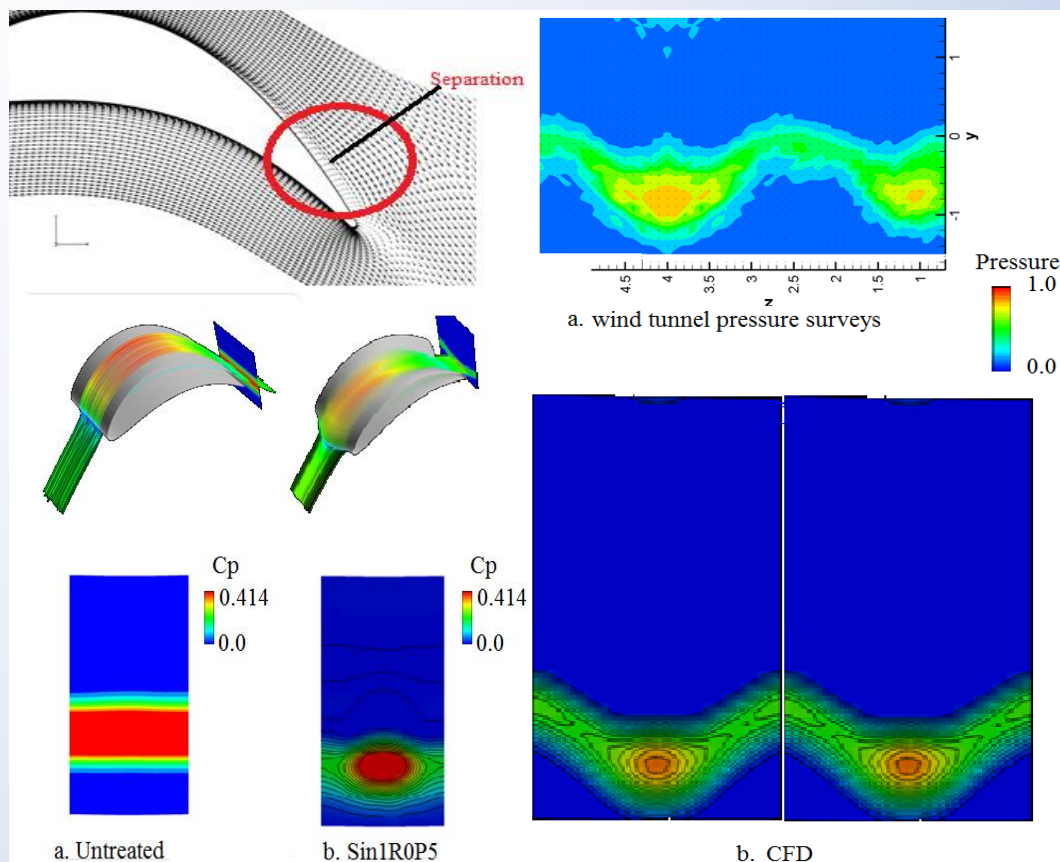 Separation
1
0
y
-1
4.5
4
3.5
3
2.5
2
1.5
1
z
a. wind tunnel pressure surveys
Pressure
1.0
0.0
Cp
0.414
0.0
Cp
0.414
0.0
a. Untreated
b. Sin1R0P5
b. CFD